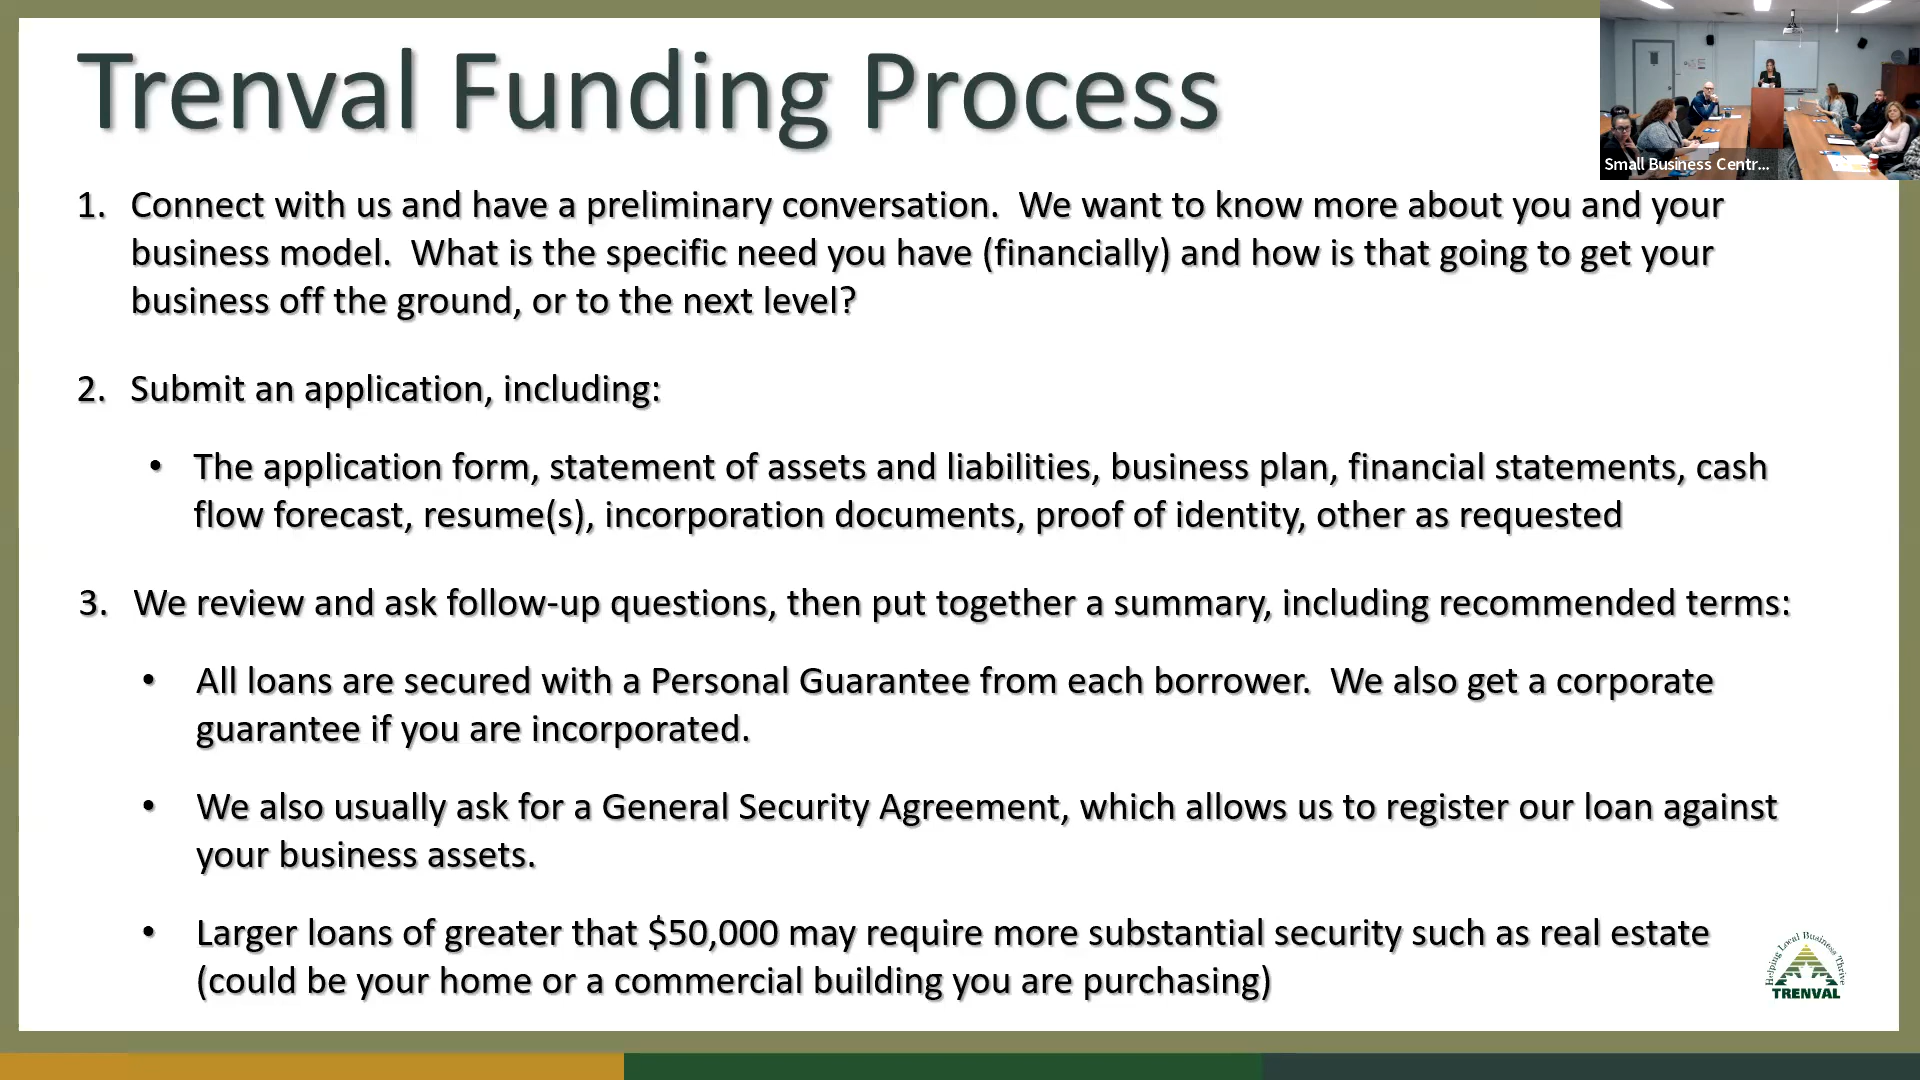 Trenval Funding Process
Small Business Centr...
1. Connect with us and have a preliminary conversation.  We want to know more about you and your
business model.  What is the specific need you have (financially) and how is that going to get your
business off the ground, or to the next level?
2. Submit an application, including:
• The application form, statement of assets and liabilities, business plan, financial statements, cash
flow forecast, resume(s), incorporation documents, proof of identity, other as requested
3. We review and ask follow-up questions, then put together a summary, including recommended terms:
• All loans are secured with a Personal Guarantee from each borrower.  We also get a corporate
guarantee if you are incorporated.
• We also usually ask for a General Security Agreement, which allows us to register our loan against
your business assets.
• Larger loans of greater that $50,000 may require more substantial security such as real estate
(could be your home or a commercial building you are purchasing)
Helping Local Business Thrive
TRENVAL